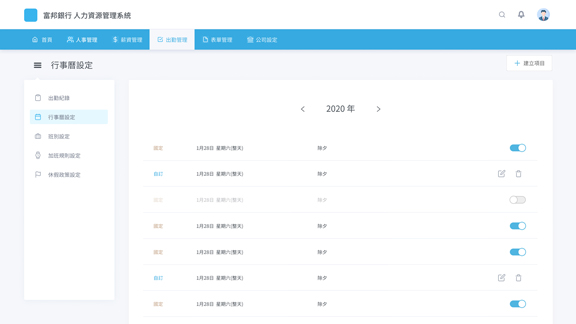 富邦銀行 人力資源管理系統
首頁
人事管理
薪資管理
出勤管理
表單管理
公司設定
行事曆設定
建立項目
出勤紀錄
行事曆設定
班別設定
加班規則設定
休假政策設定
2020 年
國定 1月28日 星期六(整天) 除夕
自訂 1月28日 星期六(整天) 除夕
國定 1月28日 星期六(整天) 除夕
國定 1月28日 星期六(整天) 除夕
國定 1月28日 星期六(整天) 除夕
自訂 1月28日 星期六(整天) 除夕
國定 1月28日 星期六(整天) 除夕